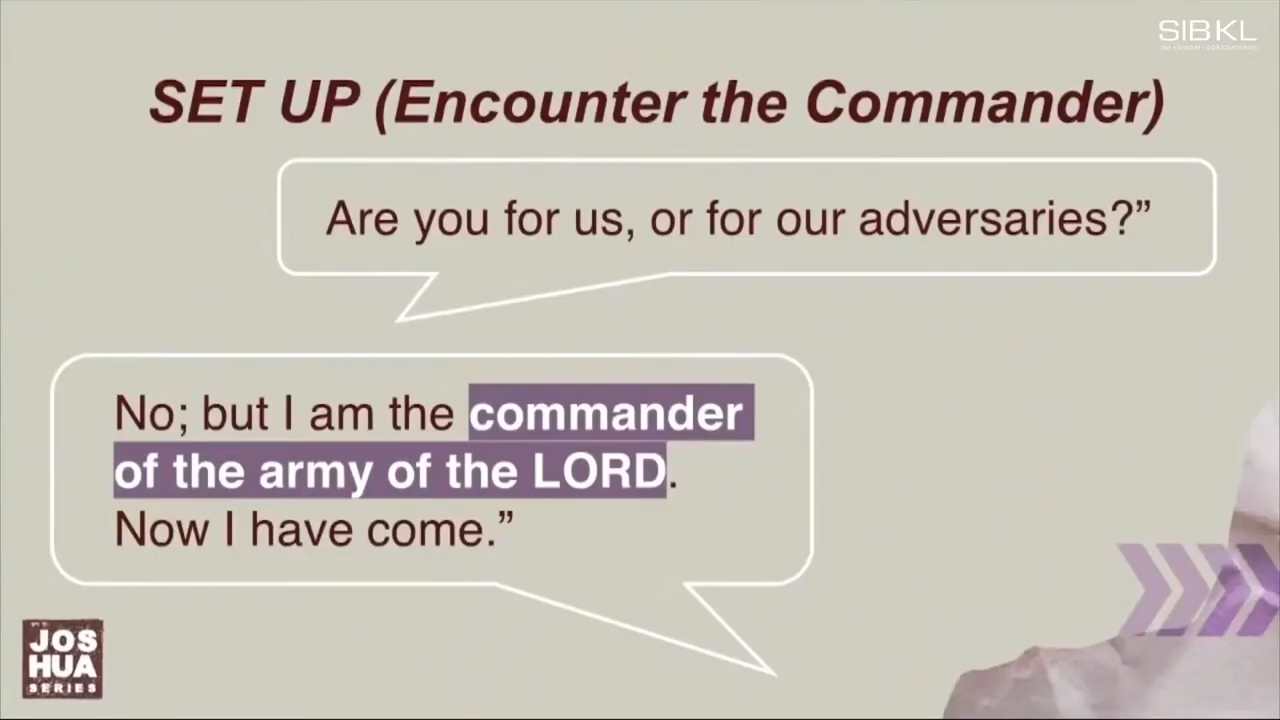 SIBKL
SET UP (Encounter the Commander)
Are you for us, or for our adversaries?”
No; but I am the commander
of the army of the LORD.
Now I have come.”
JOS
HUA
SERIES